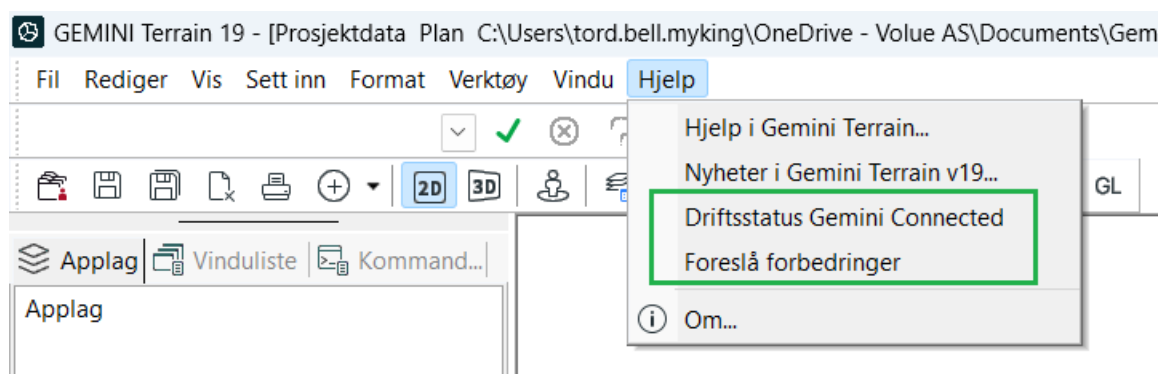 GEMINI Terrain 19 - [Prosjektdata Plan C:\Users\tord.bell.myking\OneDrive - Volue AS\Documents\Gem
Fil Rediger Vis Sett inn Format Verktøy Vindu Hjelp
Hjelp i Gemini Terrain...
Nyheter i Gemini Terrain v19...
2D 3D GL
Driftsstatus Gemini Connected
Applag Vinduliste Kommand...
Foreslå forbedringer
Applag
Om...